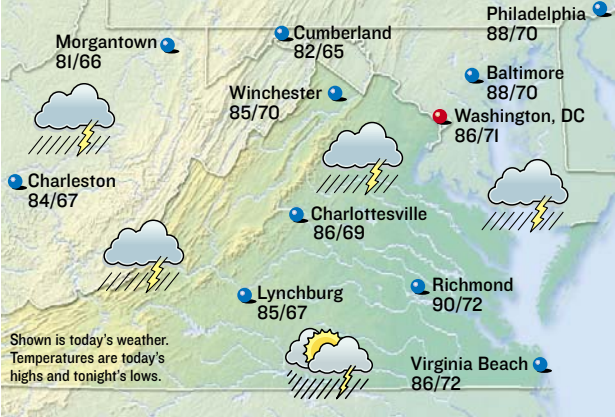 Philadelphia
88/70
Cumberland
82/65
Morgantown
81/66
Baltimore
88/70
Winchester
85/70
Washington, DC
86/71
Charleston
84/67
Charlottesville
86/69
Richmond
90/72
Lynchburg
85/67
Shown is today's weather.
Temperatures are today's
highs and tonight's lows.
Virginia Beach
86/72